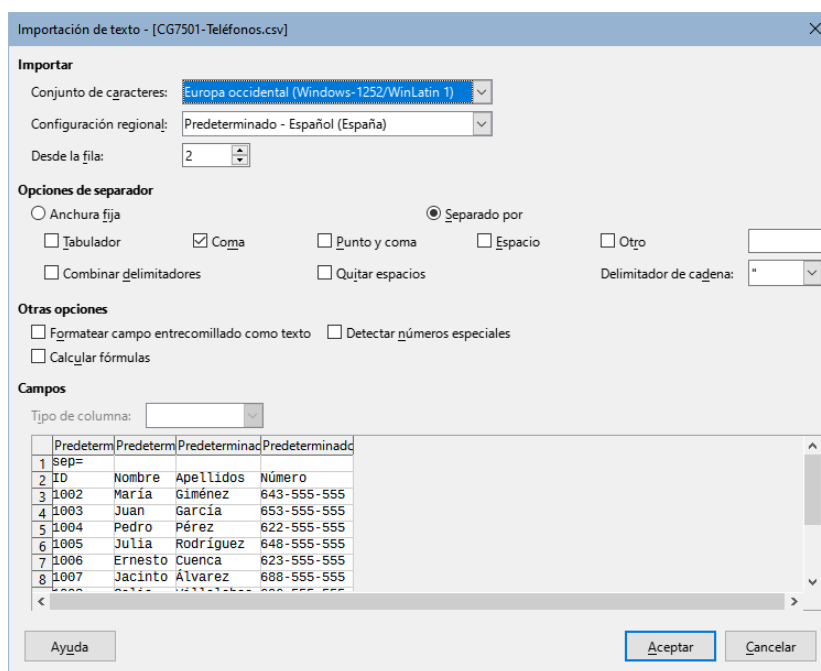 Importación de texto - [CG7501-Teléfonos.csv]
Importar
Conjunto de caracteres: Europa occidental (Windows-1252/WinLatin 1)
Configuración regional: Predeterminado - Español (España)
Desde la fila: 2
Opciones de separador
Anchura fija Separado por
Tabulador Coma Punto y coma Espacio Otro
Combinar delimitadores Quitar espacios Delimitador de cadena: "
Otras opciones
Formatear campo entrecomillado como texto Detectar números especiales
Calcular fórmulas
Campos
Tipo de columna:
Predeterm Predeterm Predeterminad Predeterminado
1 sep=
2 ID Nombre Apellidos Número
3 1002 María Giménez 643-555-555
4 1003 Juan García 653-555-555
5 1004 Pedro Pérez 622-555-555
6 1005 Julia Rodríguez 648-555-555
7 1006 Ernesto Cuenca 623-555-555
8 1007 Jacinto Álvarez 688-555-555
Ayuda Aceptar Cancelar